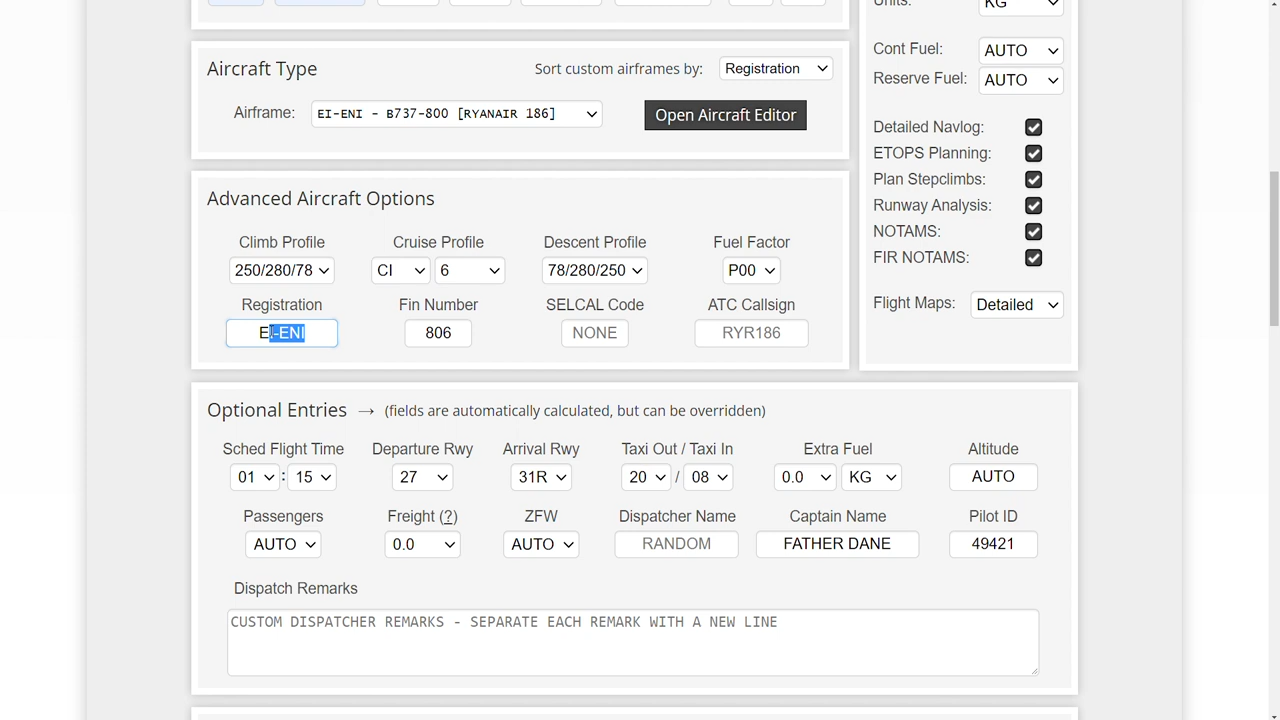 Units: KG
Aircraft Type
Sort custom airframes by: Registration
Airframe: EI-ENI - B737-800 [RYANAIR 186] Open Aircraft Editor
Cont Fuel: AUTO
Reserve Fuel: AUTO
Detailed Navlog:
ETOPS Planning:
Plan Stepclimbs:
Runway Analysis:
NOTAMS:
FIR NOTAMS:
Flight Maps: Detailed
Advanced Aircraft Options
Climb Profile Cruise Profile Descent Profile Fuel Factor
250/280/78 CI 6 78/280/250 P00
Registration Fin Number SELCAL Code ATC Callsign
EI-ENI 806 NONE RYR186
Optional Entries → (fields are automatically calculated, but can be overridden)
Sched Flight Time Departure Rwy Arrival Rwy Taxi Out / Taxi In Extra Fuel Altitude
01 : 15 27 31R 20 / 08 0.0 KG AUTO
Passengers Freight (?) ZFW Dispatcher Name Captain Name Pilot ID
AUTO 0.0 AUTO RANDOM FATHER DANE 49421
Dispatch Remarks
CUSTOM DISPATCHER REMARKS - SEPARATE EACH REMARK WITH A NEW LINE